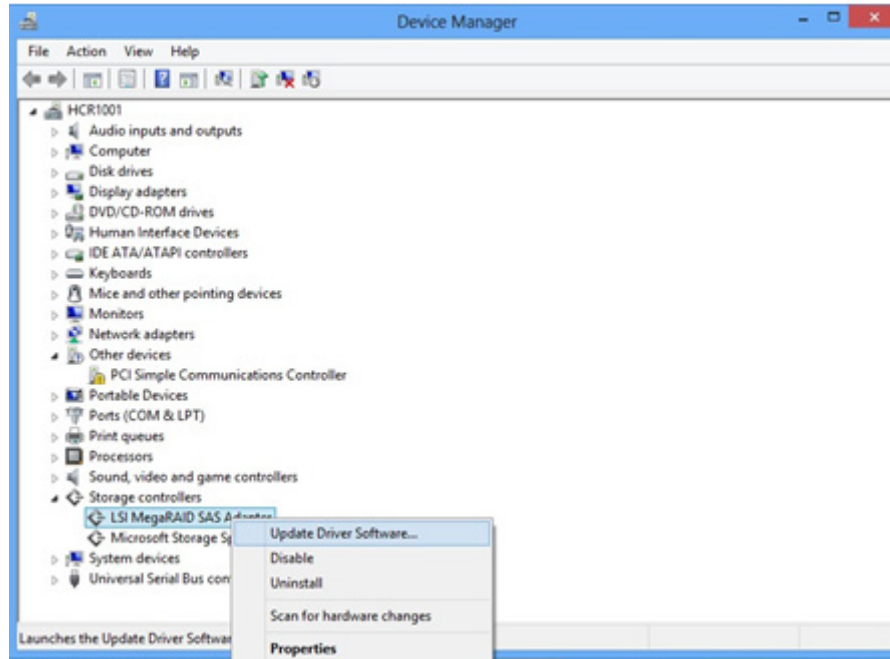 Device Manager
File Action View Help
HCR1001
Audio inputs and outputs
Computer
Disk drives
Display adapters
DVD/CD-ROM drives
Human Interface Devices
IDE ATA/ATAPI controllers
Keyboards
Mice and other pointing devices
Monitors
Network adapters
Other devices
PCI Simple Communications Controller
Portable Devices
Ports (COM & LPT)
Print queues
Processors
Sound, video and game controllers
Storage controllers
LSI MegaRAID SAS Adapter
Microsoft Storage Sp
System devices
Universal Serial Bus con
Update Driver Software...
Disable
Uninstall
Scan for hardware changes
Properties
Launches the Update Driver Softwar